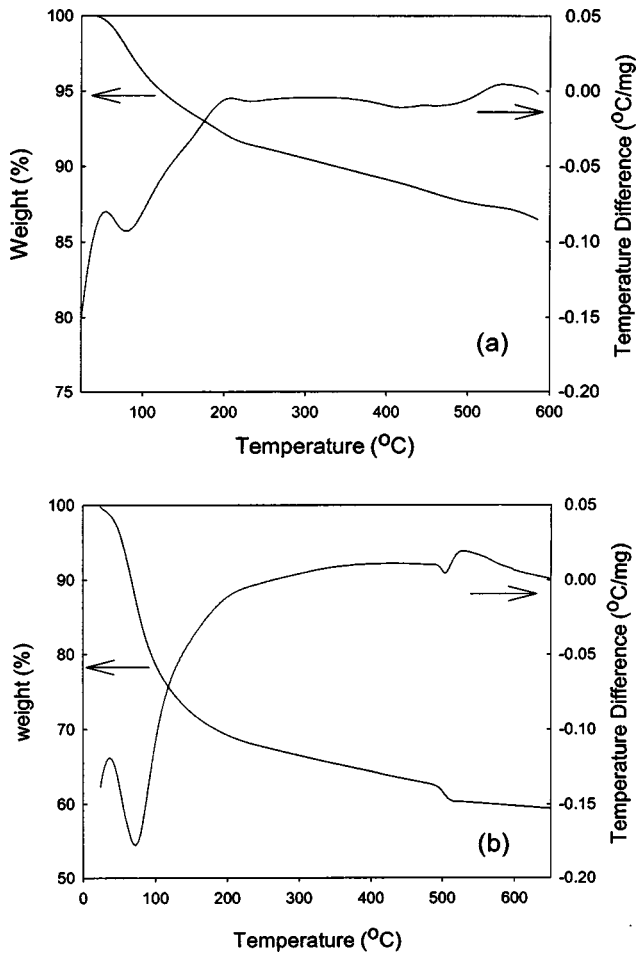 100
95
90
85
80
75
Weight (%)
0.05
0.00
-0.05
-0.10
-0.15
-0.20
Temperature Difference (°C/mg)
(a)
100 200 300 400 500 600
Temperature (°C)
100
90
80
70
60
50
weight (%)
0.05
0.00
-0.05
-0.10
-0.15
-0.20
Temperature Difference (°C/mg)
(b)
0 100 200 300 400 500 600
Temperature (°C)